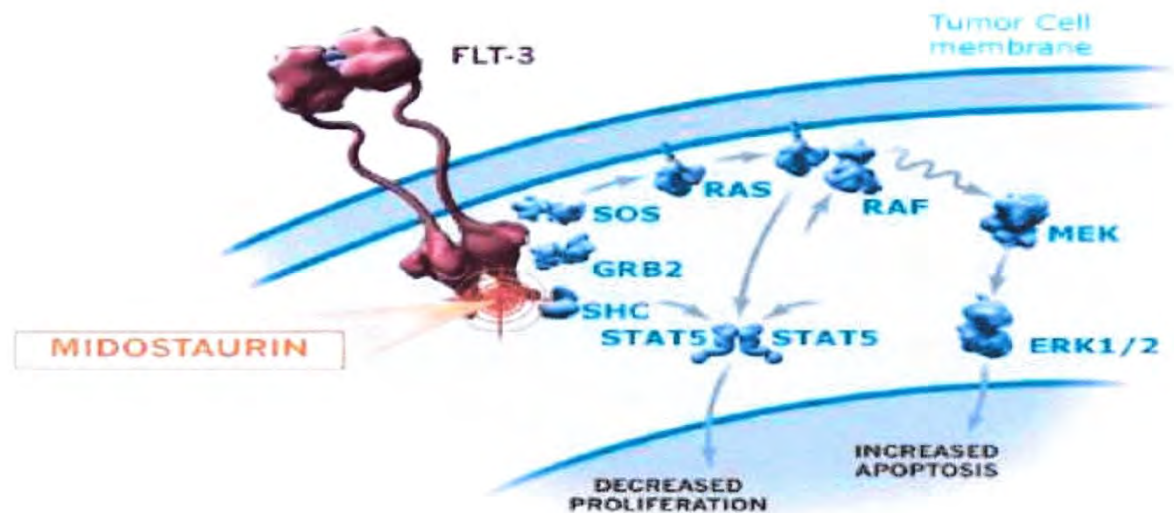 Tumor Cell
membrane
FLT-3
SOS
RAS
RAF
MEK
GRB2
SHC
STAT5
STAT5
ERK1/2
MIDOSTAURIN
DECREASED
PROLIFERATION
INCREASED
APOPTOSIS